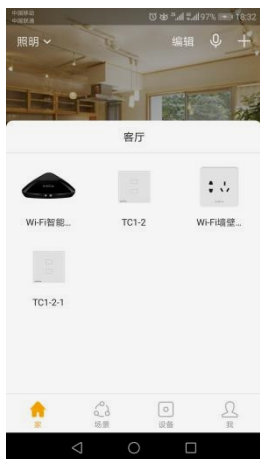 中国移动
中国联通
97% 18:32
照明 编辑
客厅
Wi-Fi智能...
TC1-2
Wi-Fi墙壁...
TC1-2-1
家
场景
设备
我